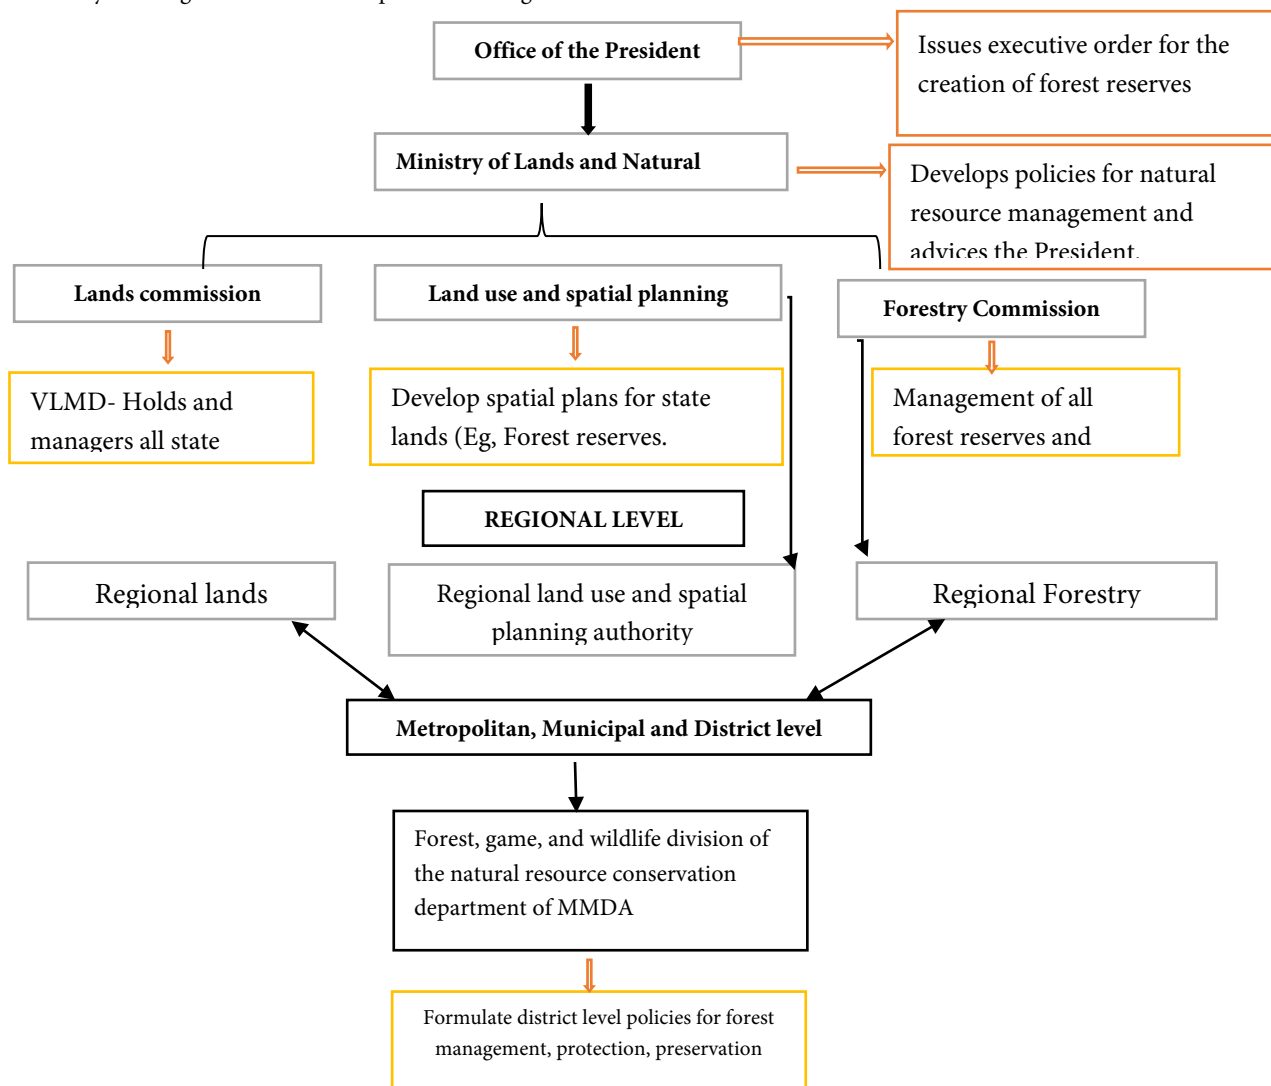 Office of the President
Issues executive order for the
creation of forest reserves
Ministry of Lands and Natural
Develops policies for natural
resource management and
advices the President.
Lands commission
Land use and spatial planning
Forestry Commission
VLMD- Holds and
managers all state
Develop spatial plans for state
lands (Eg, Forest reserves.
Management of all
forest reserves and
REGIONAL LEVEL
Regional lands
Regional land use and spatial
planning authority
Regional Forestry
Metropolitan, Municipal and District level
Forest, game, and wildlife division of
the natural resource conservation
department of MMDA
Formulate district level policies for forest
management, protection, preservation